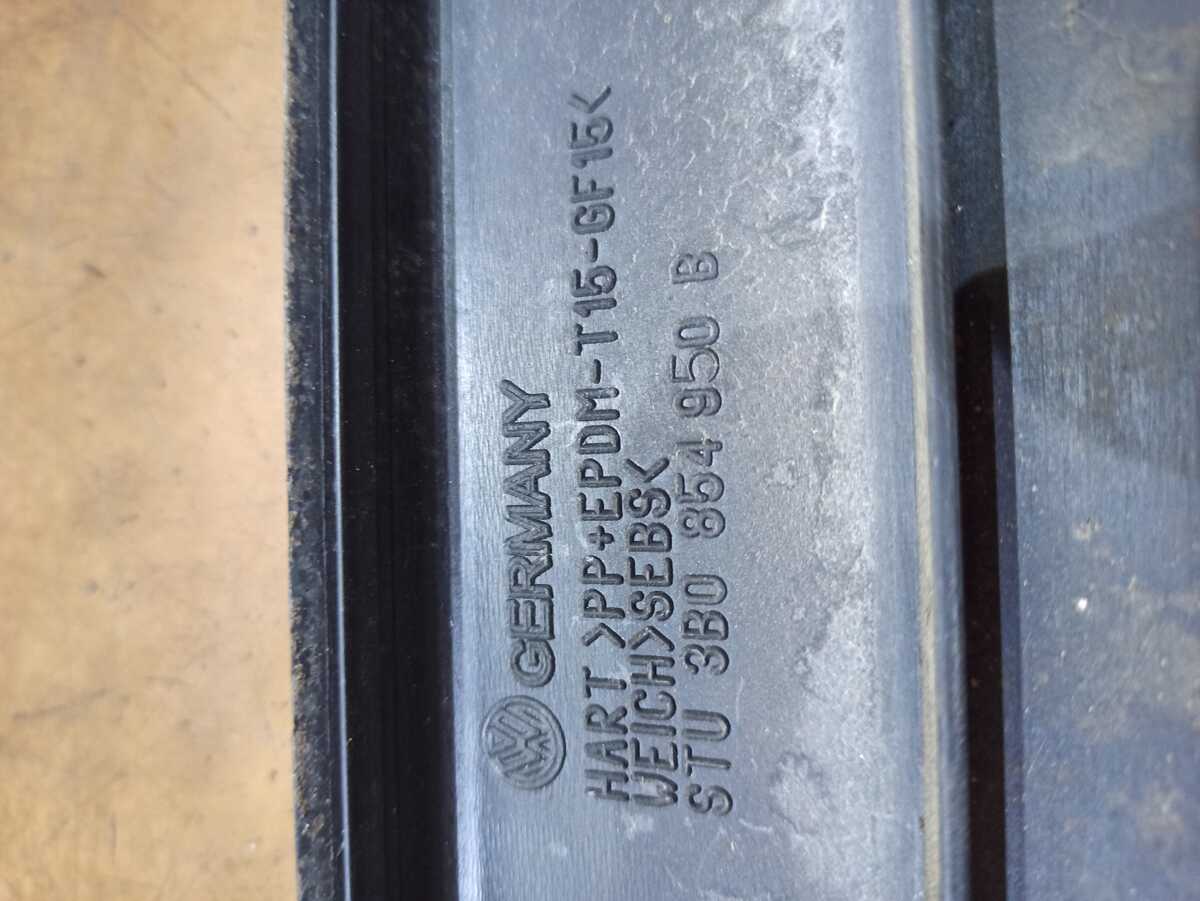 GERMANY
HART >PP+EPDM-T15-GF15<
WEICH>SEBS<
STU 3B0 854 950 B